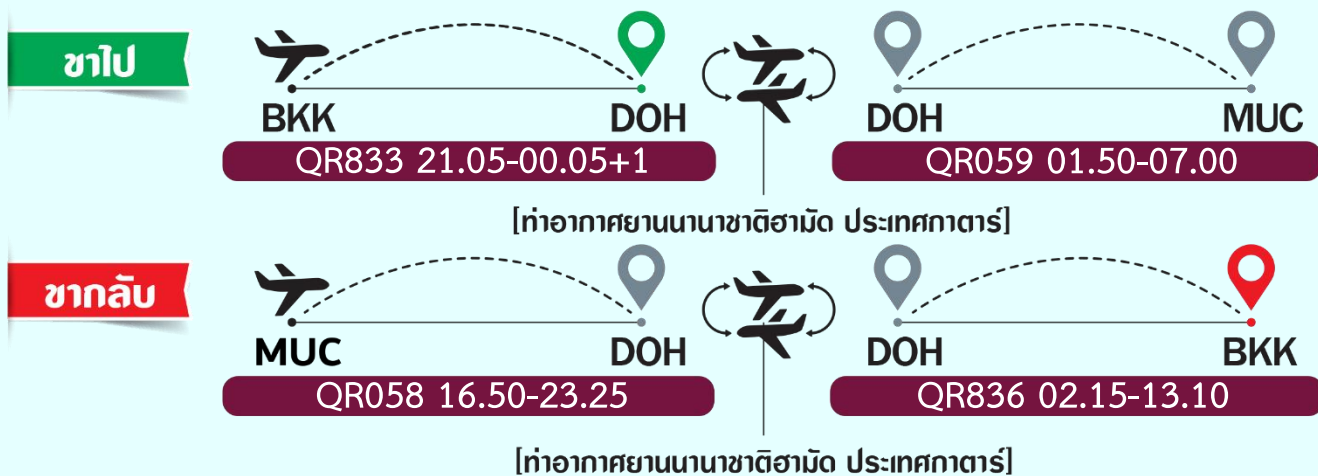 ขาไป
BKK DOH DOH MUC
QR833 21.05-00.05+1 QR059 01.50-07.00
[ท่าอากาศยานนานาชาติฮามัด ประเทศกาตาร์]
ขากลับ
MUC DOH DOH BKK
QR058 16.50-23.25 QR836 02.15-13.10
[ท่าอากาศยานนานาชาติฮามัด ประเทศกาตาร์]